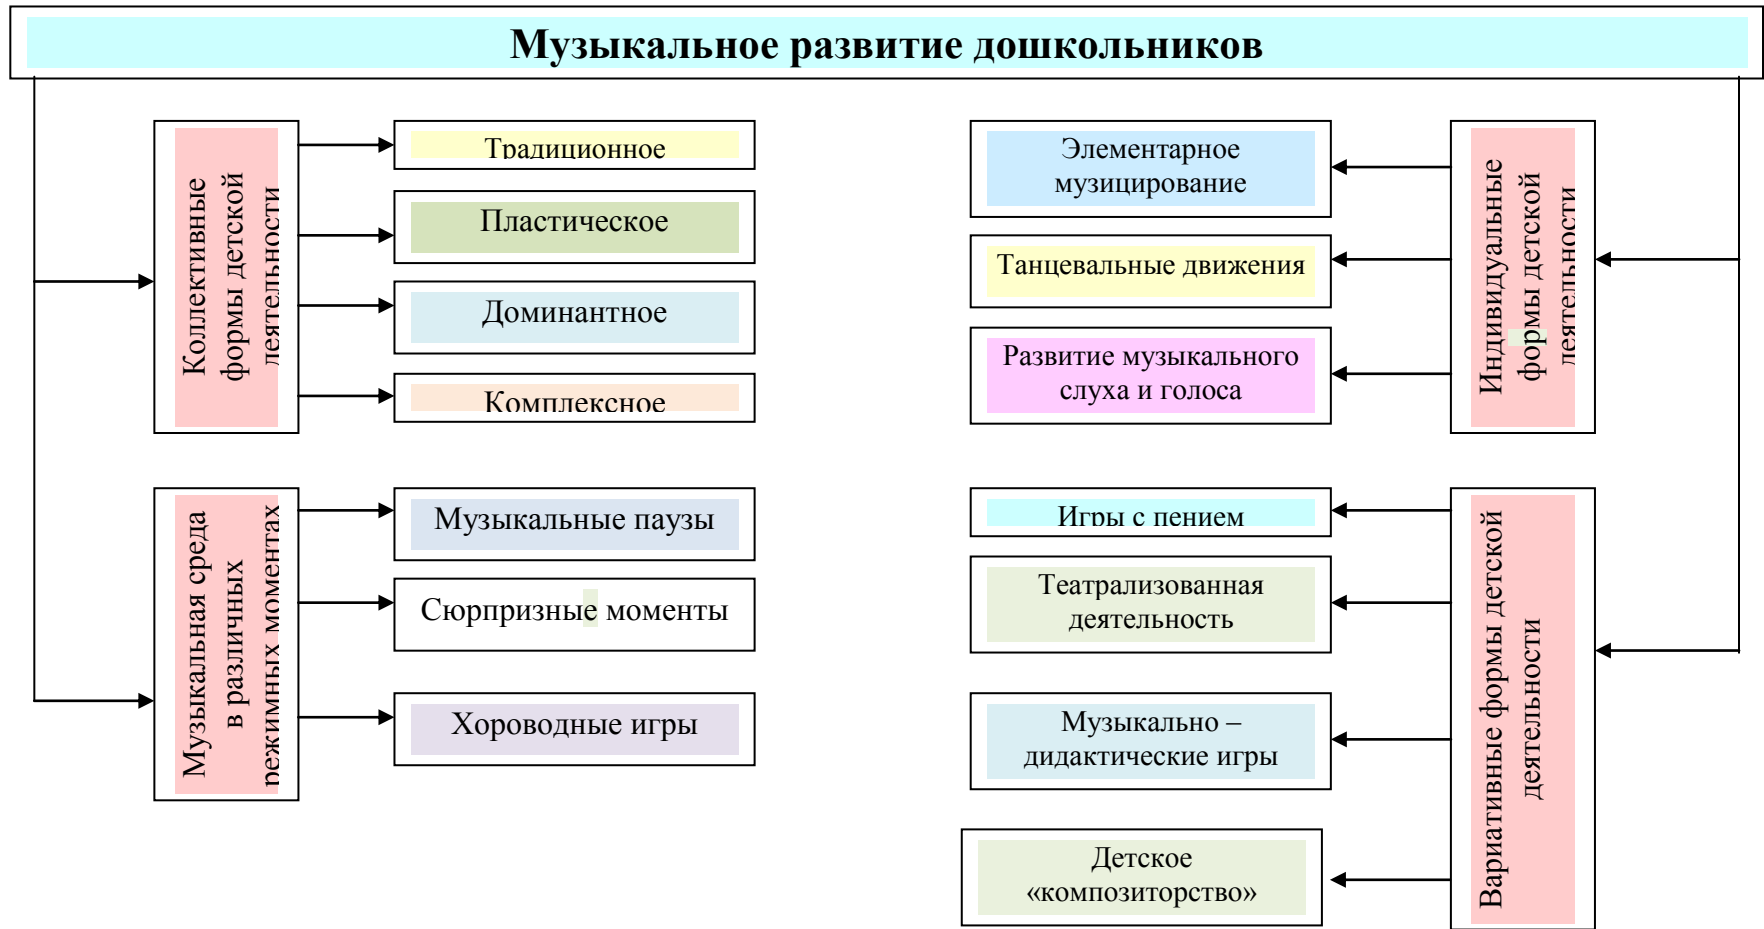 Музыкальное развитие дошкольников
Коллективные
формы детской
деятельности
Традиционное
Пластическое
Доминантное
Комплексное
Элементарное
музицирование
Танцевальные движения
Развитие музыкального
слуха и голоса
Индивидуальные
формы детской
деятельности
Музыкальная среда
в различных
режимных моментах
Музыкальные паузы
Сюрпризные моменты
Хороводные игры
Игры с пением
Театрализованная
деятельность
Музыкально –
дидактические игры
Детское
«композиторство»
Вариативные формы детской
деятельности